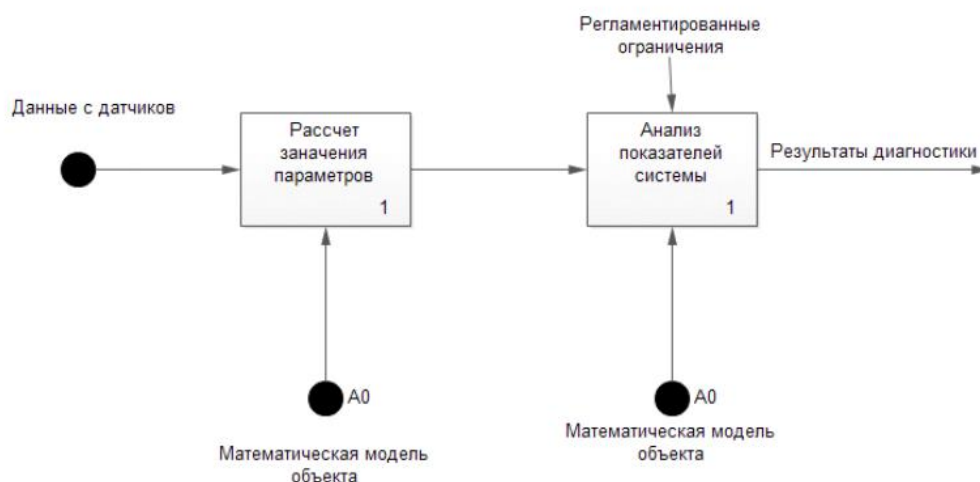 Регламентированные
ограничения
Данные с датчиков
Рассчет
заначения
параметров
1
Анализ
показателей
системы
1
Результаты диагностики
A0
Математическая модель
объекта
A0
Математическая модель
объекта